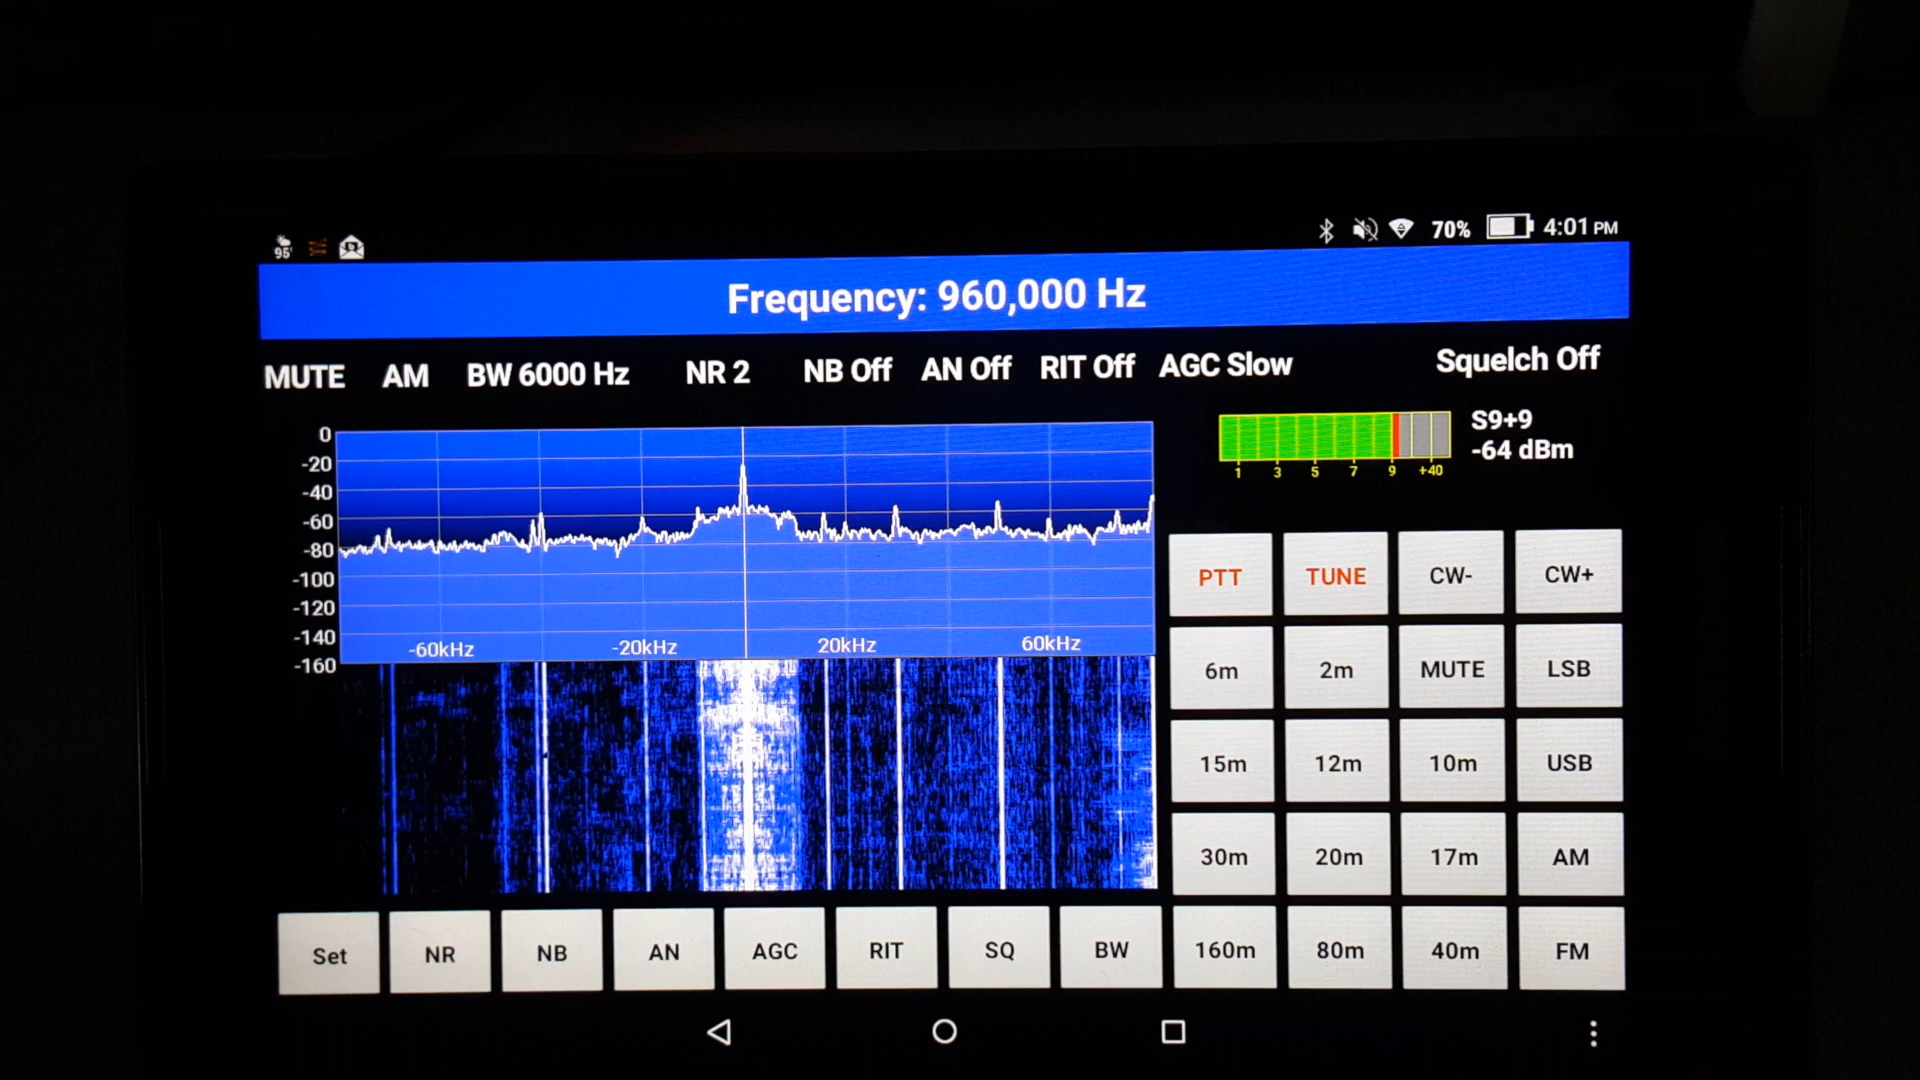 95°
70% 4:01 PM
Frequency: 960,000 Hz
MUTE AM BW 6000 Hz NR 2 NB Off AN Off RIT Off AGC Slow Squelch Off
0
-20
-40
-60
-80
-100
-120
-140
-160
-60kHz -20kHz 20kHz 60kHz
S9+9
-64 dBm
1 3 5 7 9 +40
PTT TUNE CW- CW+
6m 2m MUTE LSB
15m 12m 10m USB
30m 20m 17m AM
Set NR NB AN AGC RIT SQ BW 160m 80m 40m FM